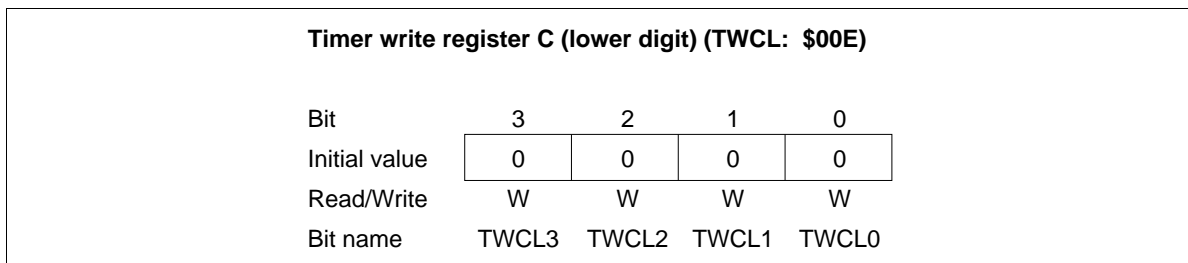 Timer write register C (lower digit) (TWCL: $00E)
Bit 3 2 1 0
Initial value 0 0 0 0
Read/Write W W W W
Bit name TWCL3 TWCL2 TWCL1 TWCL0